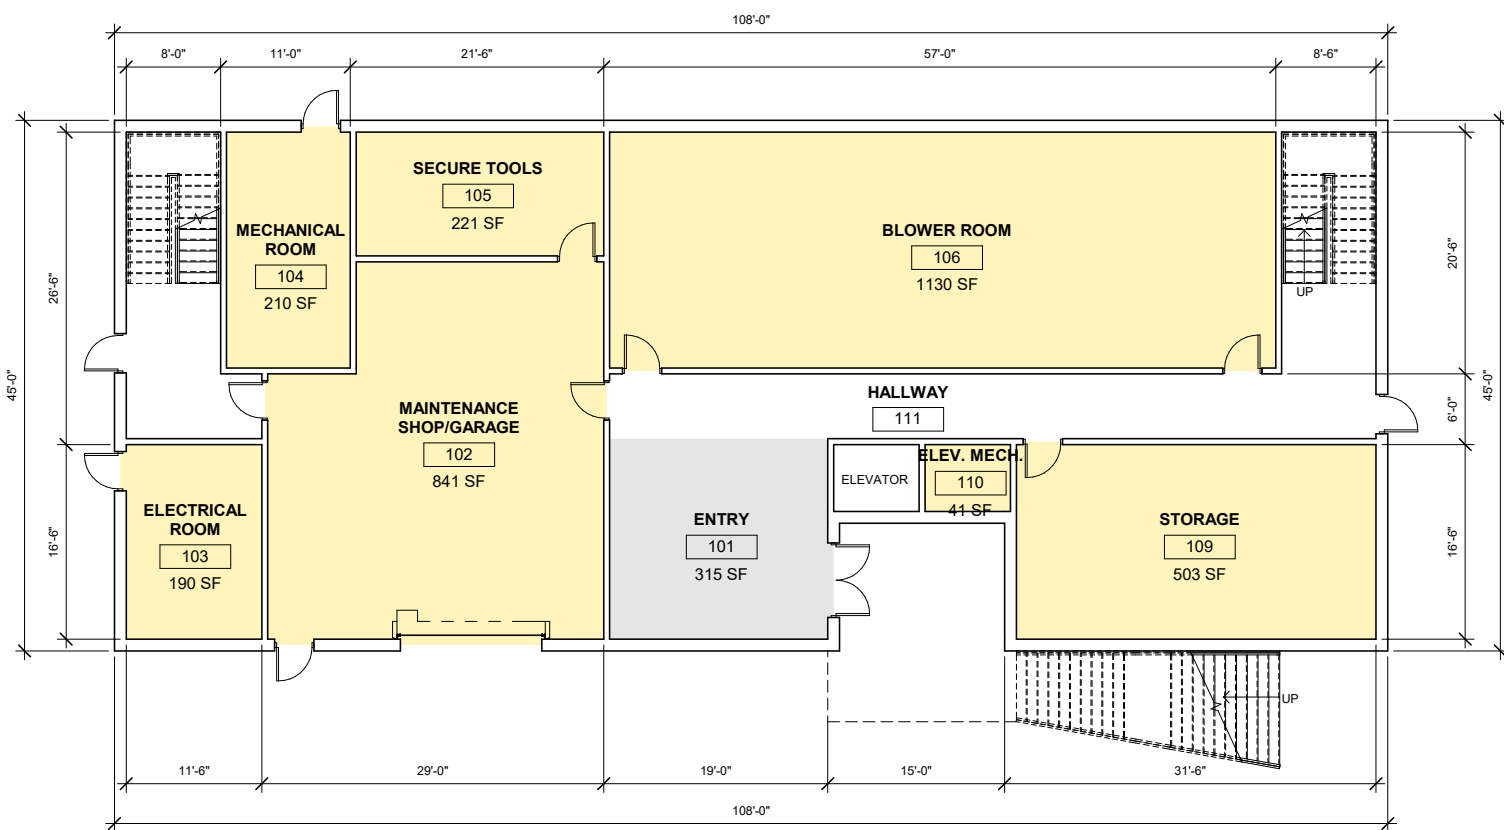 108'-0"
8'-0"
11'-0"
21'-6"
57'-0"
8'-6"
SECURE TOOLS
105
221 SF
MECHANICAL
ROOM
104
210 SF
BLOWER ROOM
106
1130 SF
UP
26'-6"
20'-6"
45'-0"
45'-0"
6'-0"
HALLWAY
111
MAINTENANCE
SHOP/GARAGE
102
841 SF
ELEVATOR
ELEV. MECH.
110
41 SF
ELECTRICAL
ROOM
103
190 SF
ENTRY
101
315 SF
STORAGE
109
503 SF
16'-6"
16'-6"
UP
11'-6"
29'-0"
19'-0"
15'-0"
31'-6"
108'-0"